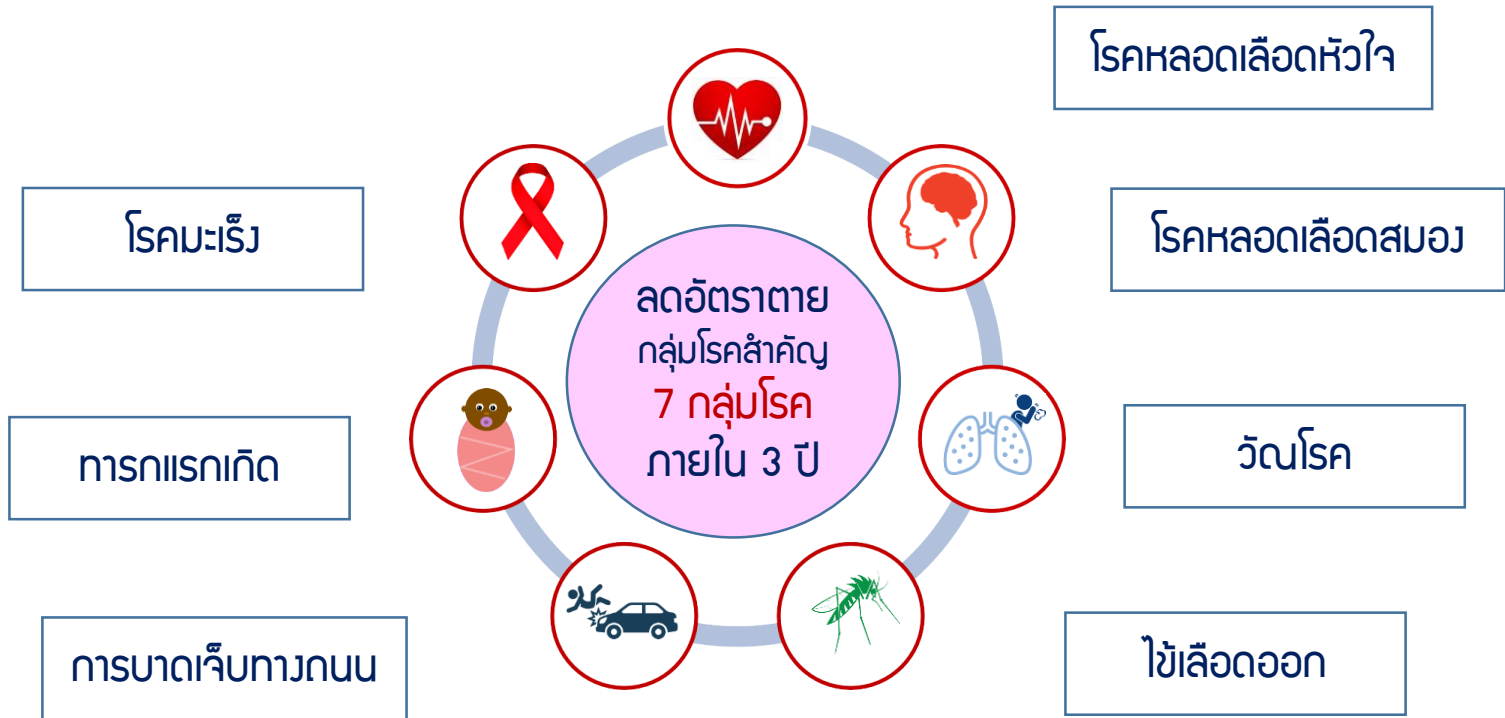 โรคหลอดเลือดหัวใจ
โรคมะเร็ง
โรคหลอดเลือดสมอง
ลดอัตราตาย
กลุ่มโรคสำคัญ
7 กลุ่มโรค
ภายใน 3 ปี
ทารกแรกเกิด
วัณโรค
การบาดเจ็บทางถนน
ไข้เลือดออก